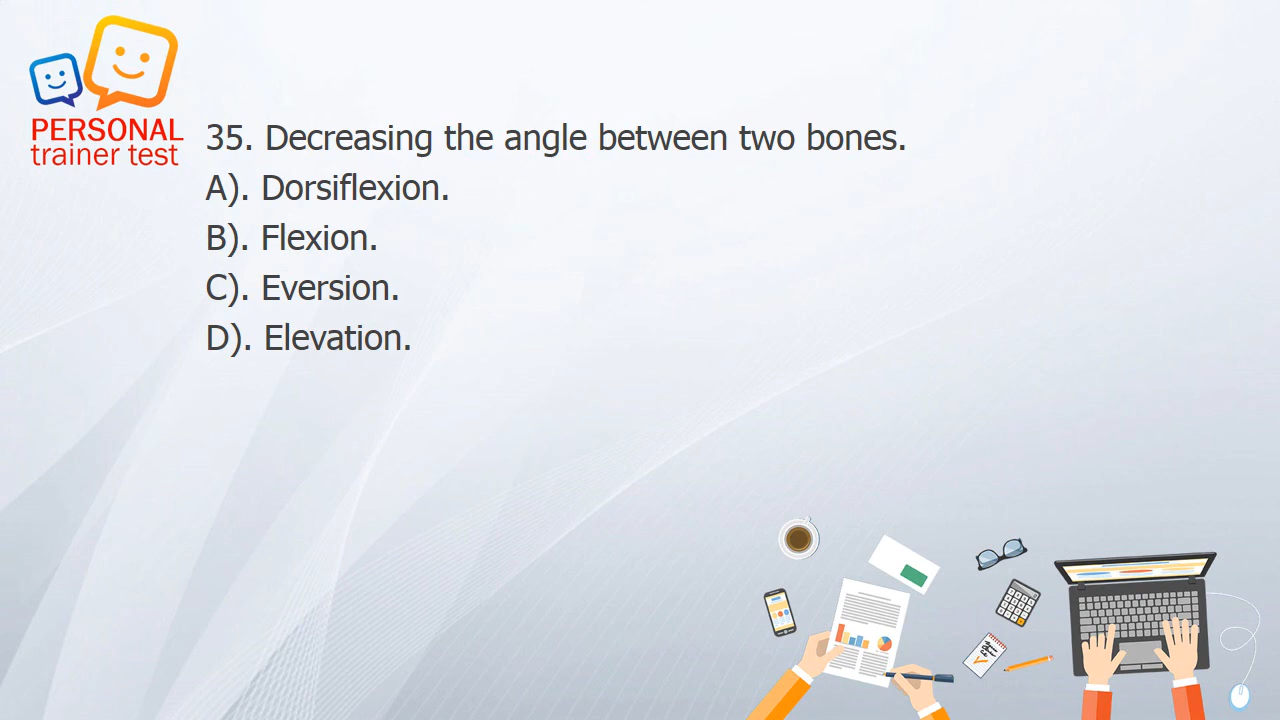 PERSONAL
trainer test
35. Decreasing the angle between two bones.
A). Dorsiflexion.
B). Flexion.
C). Eversion.
D). Elevation.